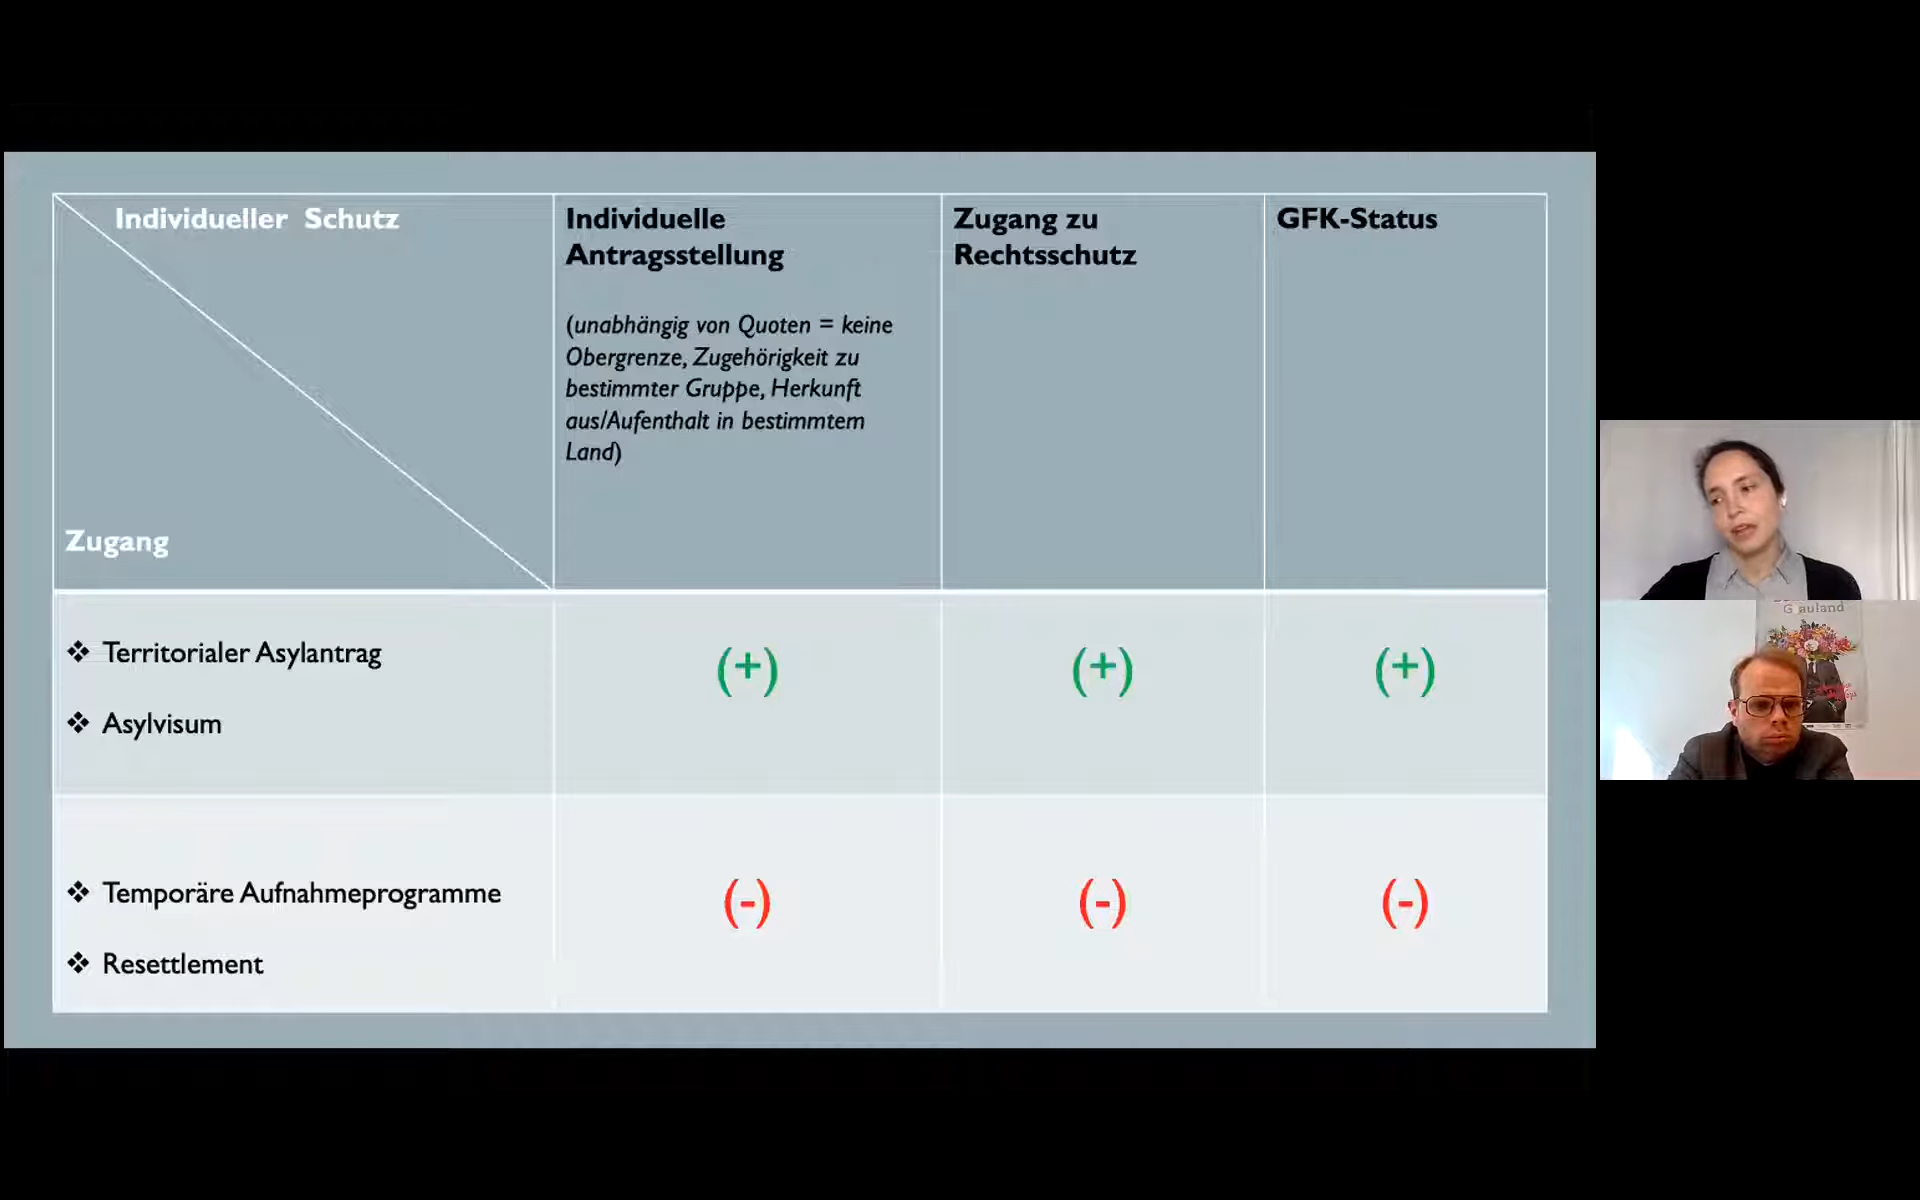 Individueller Schutz
Zugang
Individuelle
Antragsstellung
(unabhängig von Quoten = keine
Obergrenze, Zugehörigkeit zu
bestimmter Gruppe, Herkunft
aus/Aufenthalt in bestimmtem
Land)
Zugang zu
Rechtsschutz
GFK-Status
❖ Territorialer Asylantrag
❖ Asylvisum
(+)
(+)
(+)
❖ Temporäre Aufnahmeprogramme
❖ Resettlement
(-)
(-)
(-)